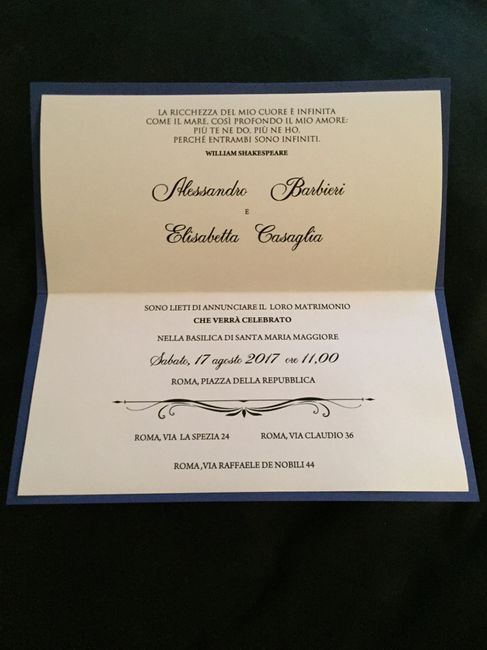 LA RICCHEZZA DEL MIO CUORE È INFINITA
COME IL MARE, COSÌ PROFONDO IL MIO AMORE:
PIÙ TE NE DO, PIÙ NE HO,
PERCHÉ ENTRAMBI SONO INFINITI.
WILLIAM SHAKESPEARE
Alessandro Barbieri
E
Elisabetta Casaglia
SONO LIETI DI ANNUNCIARE IL LORO MATRIMONIO
CHE VERRÀ CELEBRATO
NELLA BASILICA DI SANTA MARIA MAGGIORE
Sabato, 17 agosto 2017 ore 11,00
ROMA, PIAZZA DELLA REPUBBLICA
ROMA, VIA LA SPEZIA 24 ROMA, VIA CLAUDIO 36
ROMA ,VIA RAFFAELE DE NOBILI 44